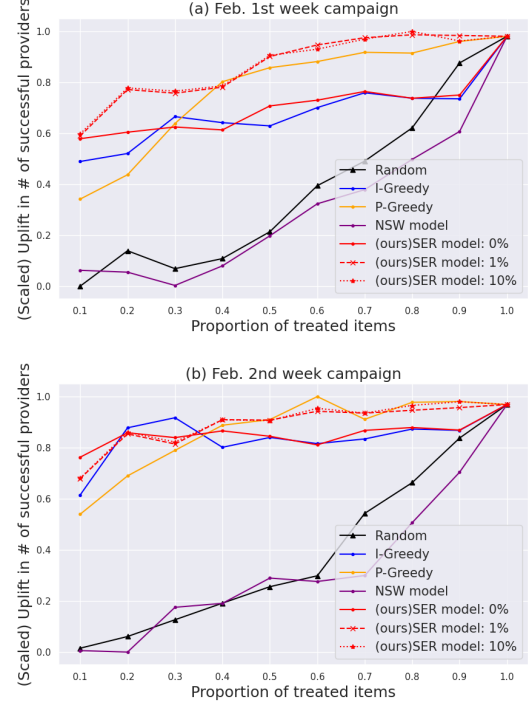 (a) Feb. 1st week campaign
(Scaled) Uplift in # of successful providers
1.0
0.8
0.6
0.4
0.2
0.0
Random
I-Greedy
P-Greedy
NSW model
(ours)SER model: 0%
(ours)SER model: 1%
(ours)SER model: 10%
0.1 0.2 0.3 0.4 0.5 0.6 0.7 0.8 0.9 1.0
Proportion of treated items
(b) Feb. 2nd week campaign
(Scaled) Uplift in # of successful providers
1.0
0.8
0.6
0.4
0.2
0.0
Random
I-Greedy
P-Greedy
NSW model
(ours)SER model: 0%
(ours)SER model: 1%
(ours)SER model: 10%
0.1 0.2 0.3 0.4 0.5 0.6 0.7 0.8 0.9 1.0
Proportion of treated items